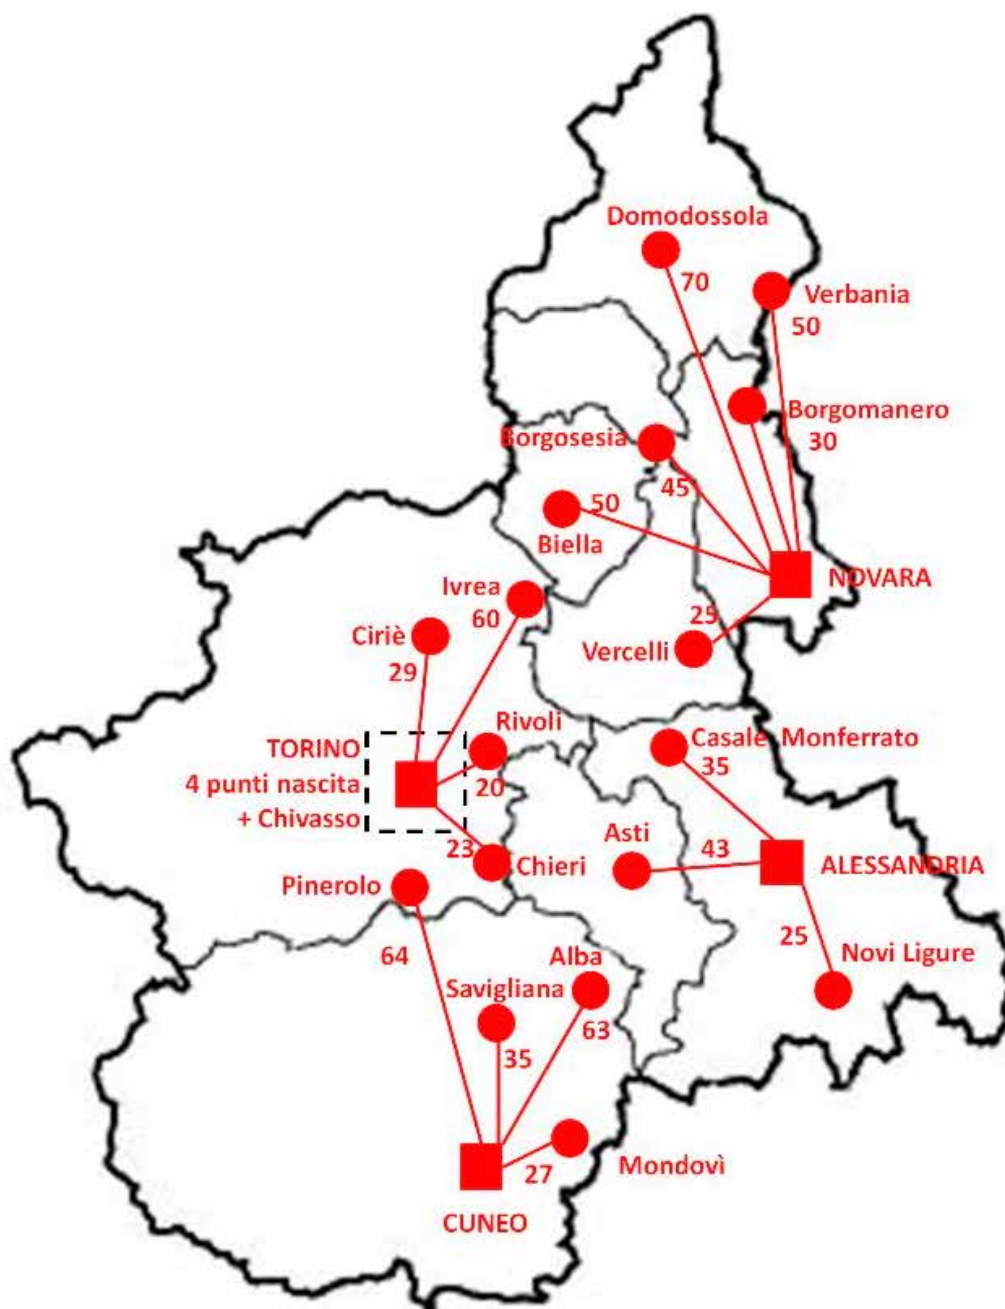 Domodossola
70
Verbania
50
Borgomanero
30
Borgosesia
45
50
Biella
NOVARA
Ivrea
60
25
Ciriè
29
Vercelli
Rivoli
20
TORINO
4 punti nascita
+ Chivasso
Casale Monferrato
35
Asti
43
ALESSANDRIA
23
Chieri
Pinerolo
64
25
Novi Ligure
Alba
63
Savigliana
35
27
Mondovì
CUNEO